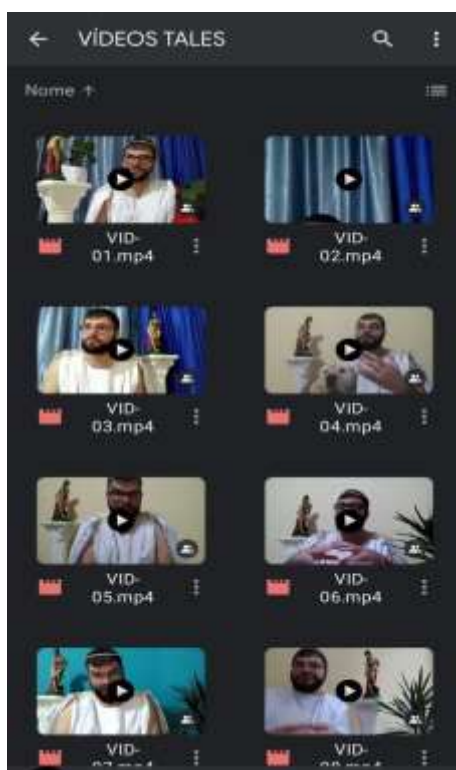 VÍDEOS TALES
Nome ↑
VID-
01.mp4
VID-
02.mp4
VID-
03.mp4
VID-
04.mp4
VID-
05.mp4
VID-
06.mp4
VID-
VID-